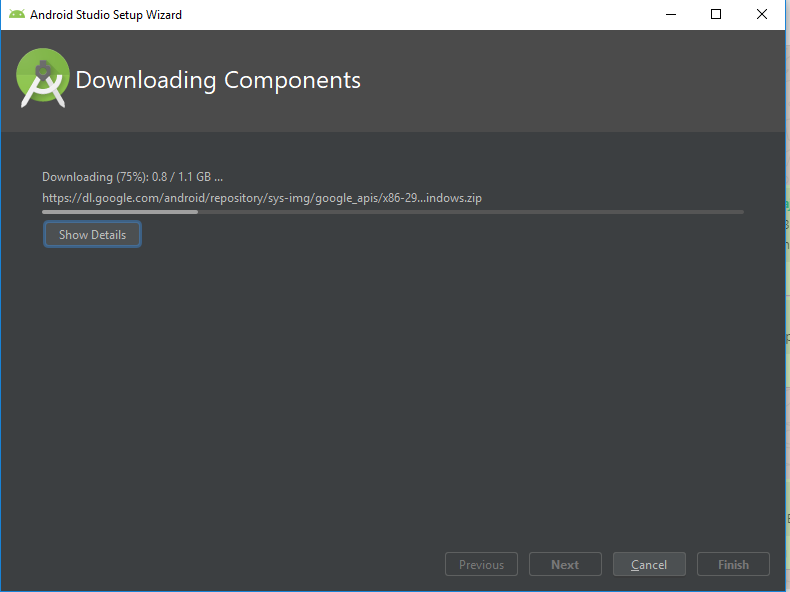 Android Studio Setup Wizard
Downloading Components
Downloading (75%): 0.8 / 1.1 GB ...
https://dl.google.com/android/repository/sys-img/google_apis/x86-29...indows.zip
Show Details
Previous Next Cancel Finish